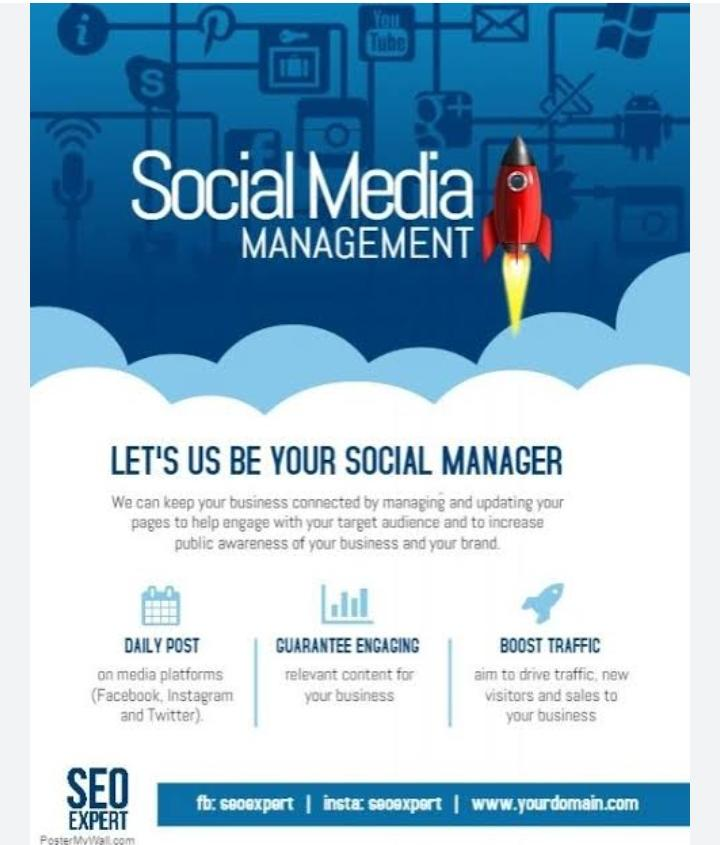 You
Tube
Social Media
MANAGEMENT
LET'S US BE YOUR SOCIAL MANAGER
We can keep your business connected by managing and updating your
pages to help engage with your target audience and to increase
public awareness of your business and your brand.
DAILY POST
on media platforms
(Facebook, Instagram
and Twitter).
GUARANTEE ENGAGING
relevant content for
your business
BOOST TRAFFIC
aim to drive traffic, new
visitors and sales to
your business
SEO
EXPERT
fb: seoexpert | insta: seoexpert | www.yourdomain.com
PosterMyWall.com